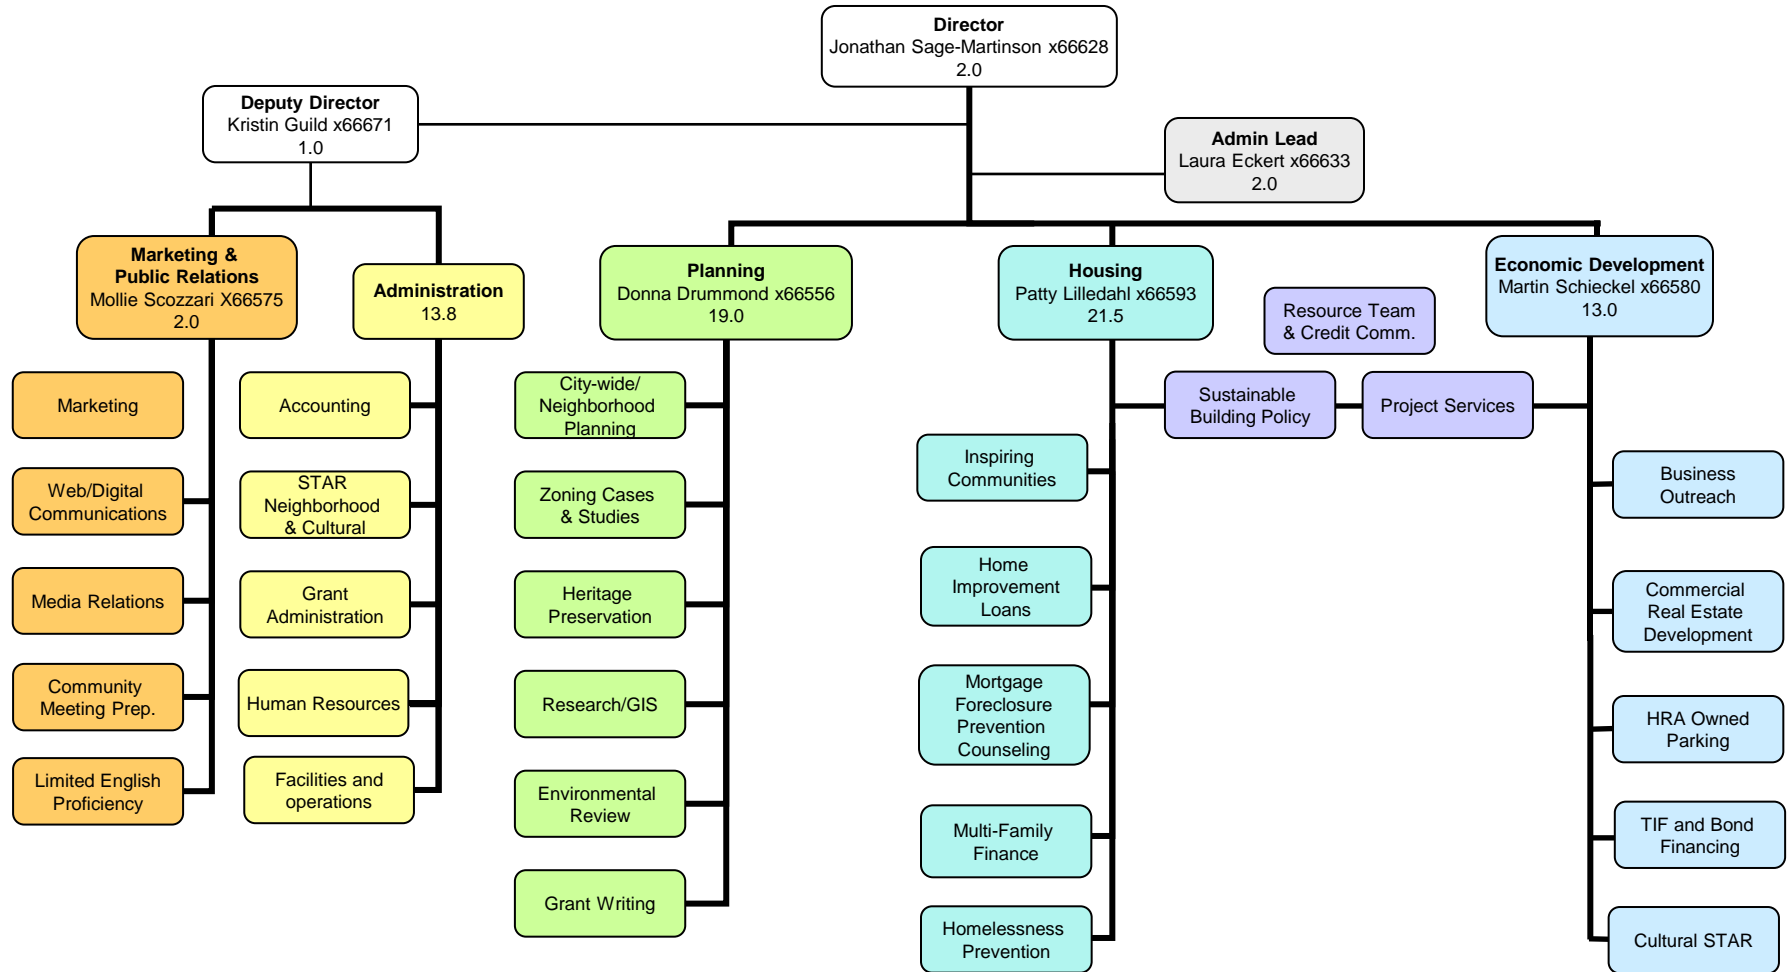 Director
Jonathan Sage-Martinson x66628
2.0
Deputy Director
Kristin Guild x66671
1.0
Admin Lead
Laura Eckert x66633
2.0
Marketing &
Public Relations
Mollie Scozzari X66575
2.0
Administration
13.8
Planning
Donna Drummond x66556
19.0
Housing
Patty Lilledahl x66593
21.5
Economic Development
Martin Schieckel x66580
13.0
Resource Team
& Credit Comm.
Sustainable
Building Policy
Project Services
Marketing
Web/Digital
Communications
Media Relations
Community
Meeting Prep.
Limited English
Proficiency
Accounting
STAR
Neighborhood
& Cultural
Grant
Administration
Human Resources
Facilities and
operations
City-wide/
Neighborhood
Planning
Zoning Cases
& Studies
Heritage
Preservation
Research/GIS
Environmental
Review
Grant Writing
Inspiring
Communities
Home
Improvement
Loans
Mortgage
Foreclosure
Prevention
Counseling
Multi-Family
Finance
Homelessness
Prevention
Business
Outreach
Commercial
Real Estate
Development
HRA Owned
Parking
TIF and Bond
Financing
Cultural STAR